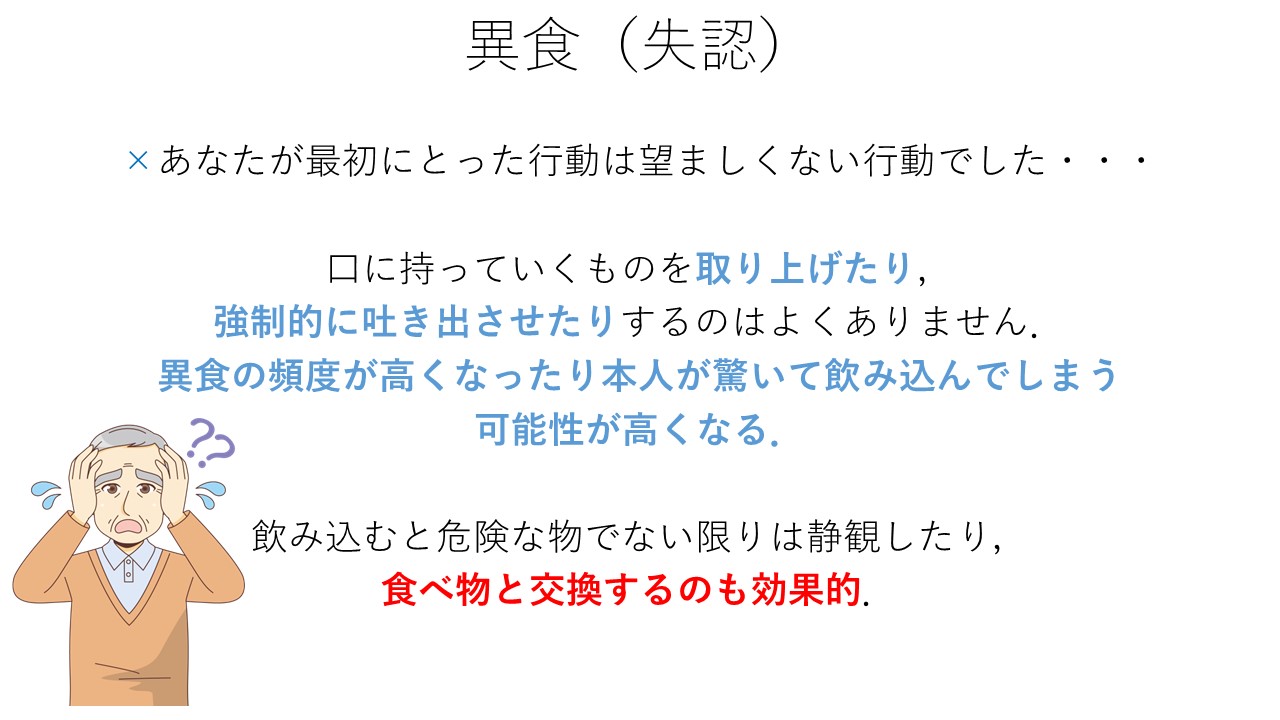 異食（失認）
×あなたが最初にとった行動は望ましくない行動でした・・・
口に持っていくものを取り上げたり，
強制的に吐き出させたりするのはよくありません．
異食の頻度が高くなったり本人が驚いて飲み込んでしまう
可能性が高くなる．
??
飲み込むと危険な物でない限りは静観したり，
食べ物と交換するのも効果的．